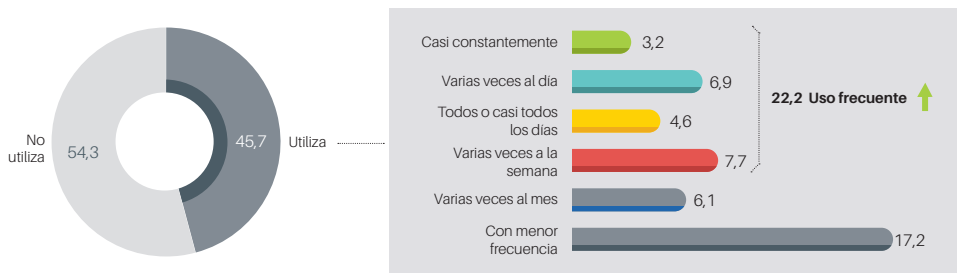 No
utiliza
54,3
45,7
Utiliza
Casi constantemente
3,2
Varias veces al día
6,9
Todos o casi todos
los días
4,6
Varias veces a la
semana
7,7
22,2 Uso frecuente
Varias veces al mes
6,1
Con menor
frecuencia
17,2